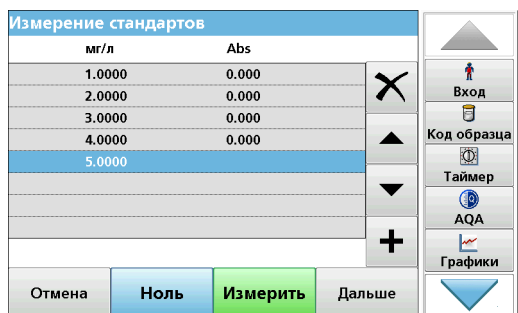 Измерение стандартов
мг/л Abs
1.0000 0.000
2.0000 0.000
3.0000 0.000
4.0000 0.000
5.0000
Отмена Ноль Измерить Дальше
Вход
Код образца
Таймер
AQA
Графики